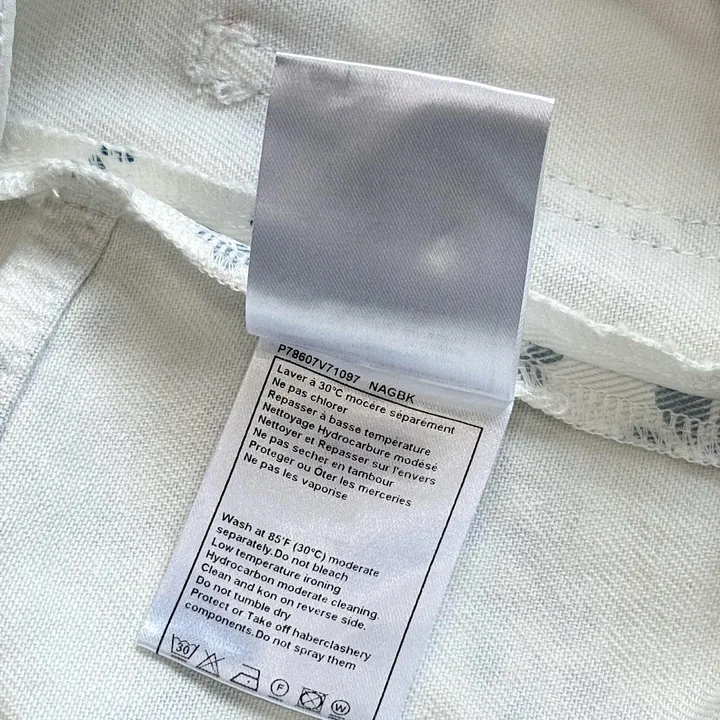 P78607V71097 NAGBK
Laver à 30°C mocère séparément
Ne pas chlorer
Repasser à basse température
Nettoyage Hydrocarbure modésé
Nettoyer et Repasser sur l'envers
Ne pas secher en tambour
Proteger ou Ôter les merceries
Ne pas les vaporise
Wash at 85°F (30°C) moderate
separately.Do not bleach
Low temperature ironing
Hydrocarbon moderate cleaning.
Clean and kon on reverse side.
Do not tumble dry
Protect or Take off haberclashery
components.Do not spray them
30 F W